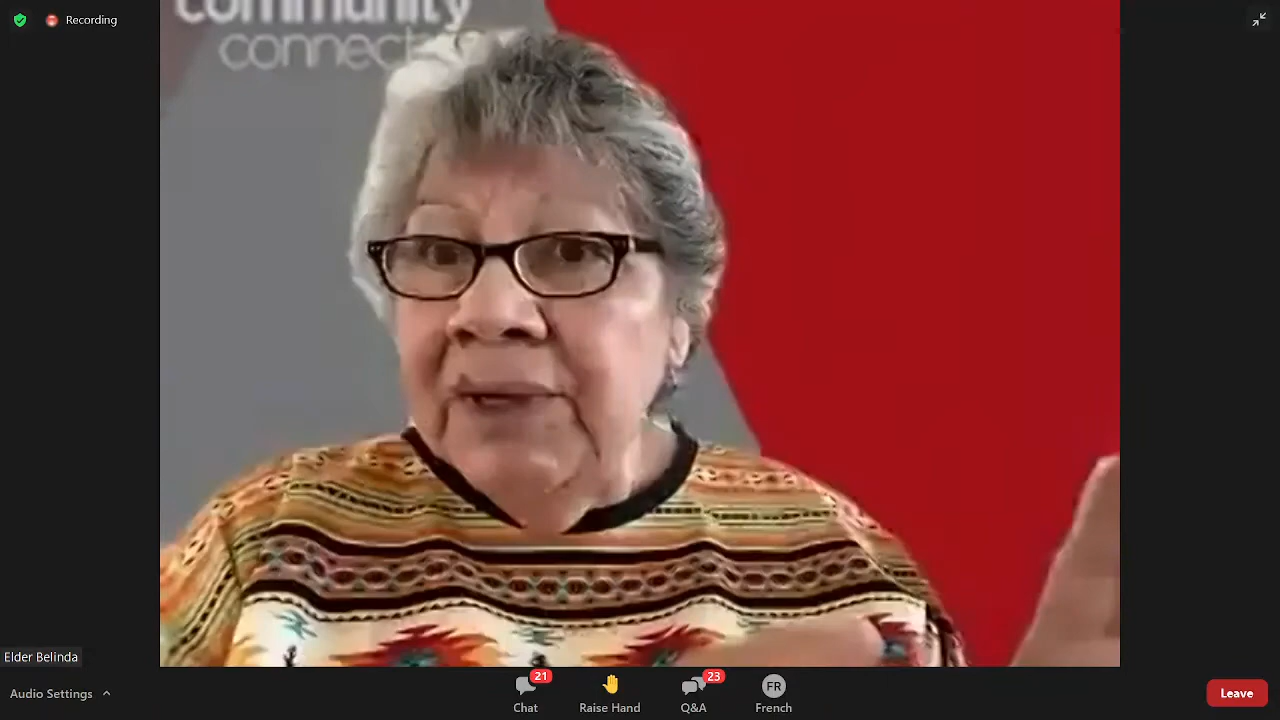 Recording
community
connect
Elder Belinda
Audio Settings
21
Chat
Raise Hand
23
Q&A
FR
French
Leave